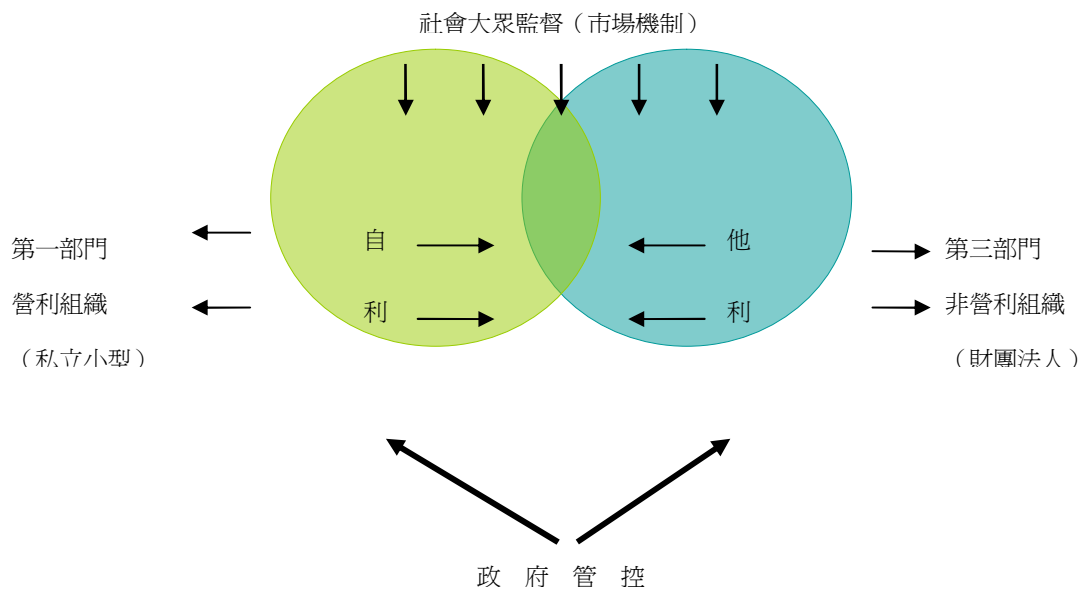 社會大眾監督（市場機制）
自
利
他
利
第一部門
營利組織
（私立小型）
第三部門
非營利組織
（財團法人）
政 府 管 控